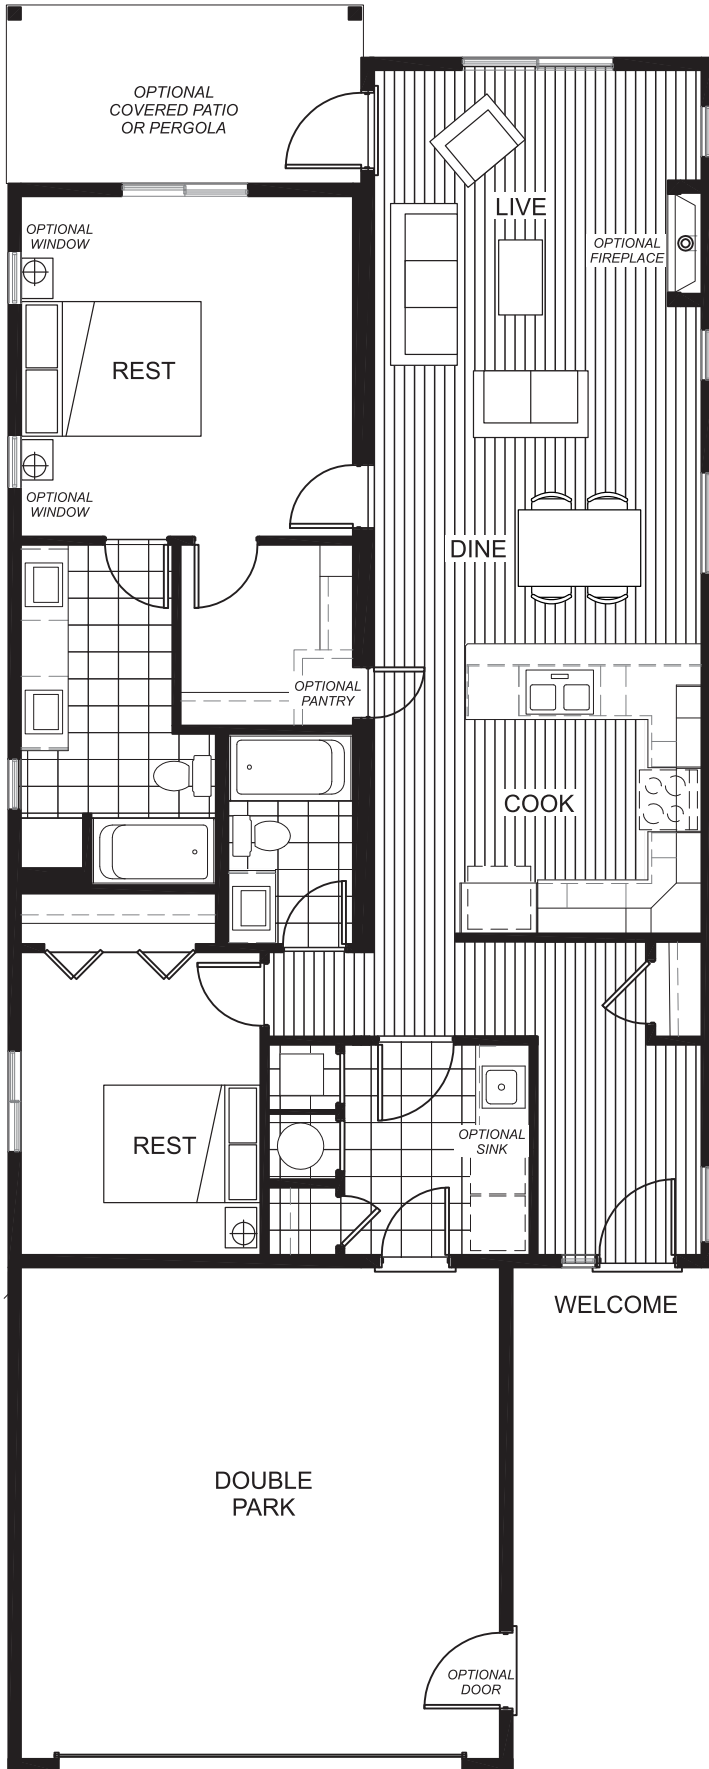 OPTIONAL
COVERED PATIO
OR PERGOLA
LIVE
OPTIONAL
WINDOW
OPTIONAL
FIREPLACE
REST
OPTIONAL
WINDOW
DINE
OPTIONAL
PANTRY
COOK
REST
OPTIONAL
SINK
WELCOME
DOUBLE
PARK
OPTIONAL
DOOR